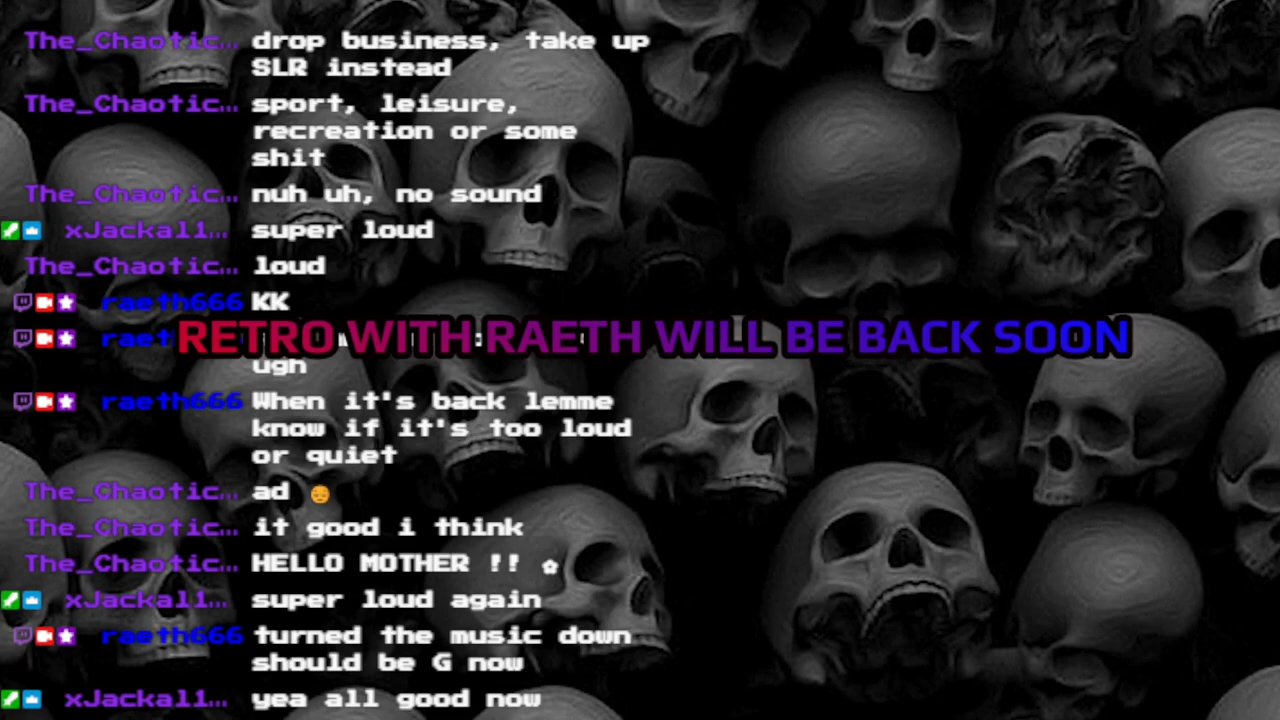 The_Chaotic… drop business, take up
SLR instead
The_Chaotic… sport, leisure,
recreation or some
shit
The_Chaotic… nuh uh, no sound
xJackal1… super loud
The_Chaotic… loud
raeth666 KK
RETRO WITH RAETH WILL BE BACK SOON
ugh
raeth666 When it's back lemme
know if it's too loud
or quiet
The_Chaotic… ad 😔
The_Chaotic… it good i think
The_Chaotic… HELLO MOTHER !! ✿
xJackal1… super loud again
raeth666 turned the music down
should be G now
xJackal1… yea all good now